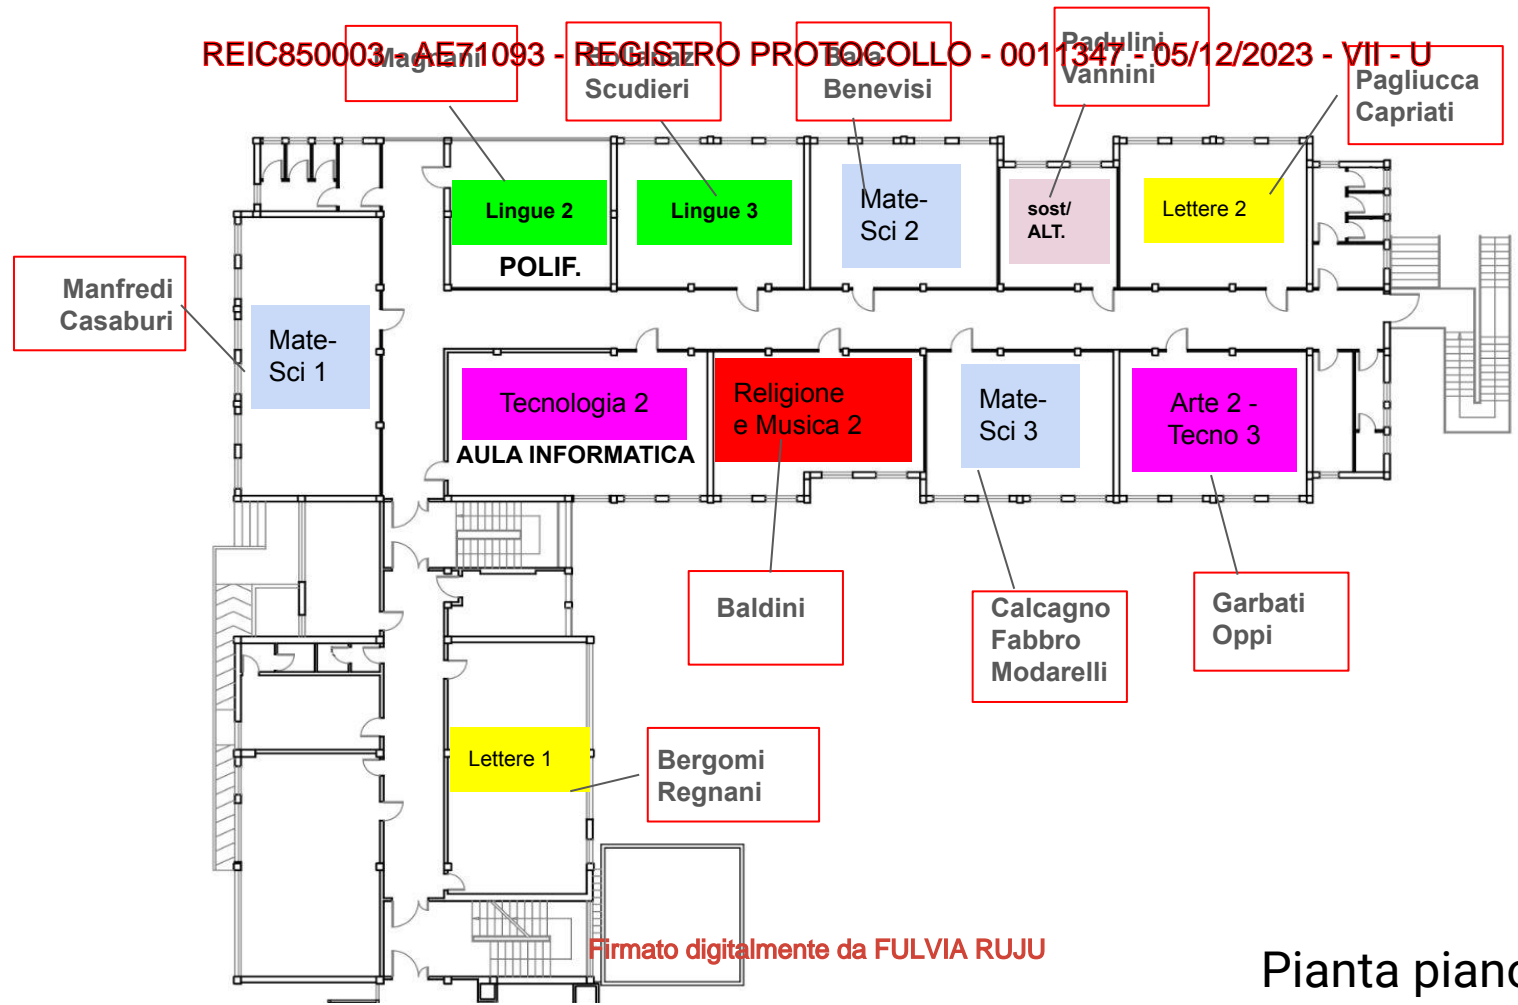 REIC850003 - AE71093 - REGISTRO PROTOCOLLO - 0011347 - 05/12/2023 - VII - U
Magnani
Scudieri
Bara
Benevisi
Padulini
Vannini
Pagliucca
Capriati
Lingue 2
POLIF.
Lingue 3
Mate-
Sci 2
sost/
ALT.
Lettere 2
Manfredi
Casaburi
Mate-
Sci 1
Tecnologia 2
AULA INFORMATICA
Religione
e Musica 2
Mate-
Sci 3
Arte 2 -
Tecno 3
Baldini
Calcagno
Fabbro
Modarelli
Garbati
Oppi
Lettere 1
Bergomi
Regnani
Firmato digitalmente da FULVIA RUJU
Pianta piano